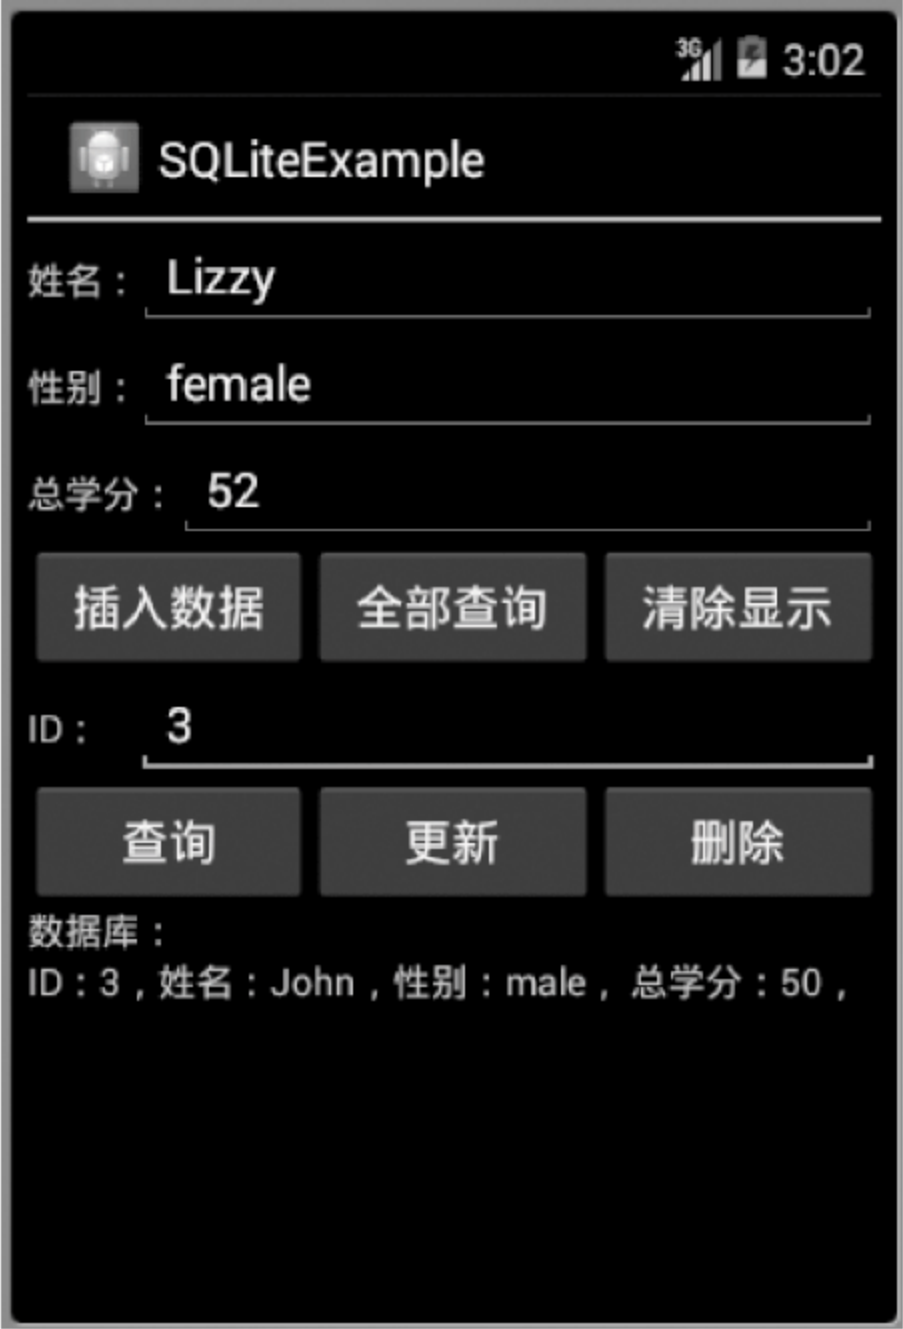 3G 3:02
SQLiteExample
姓名： Lizzy
性别： female
总学分： 52
插入数据 全部查询 清除显示
ID： 3
查询 更新 删除
数据库：
ID：3，姓名：John，性别：male， 总学分：50，